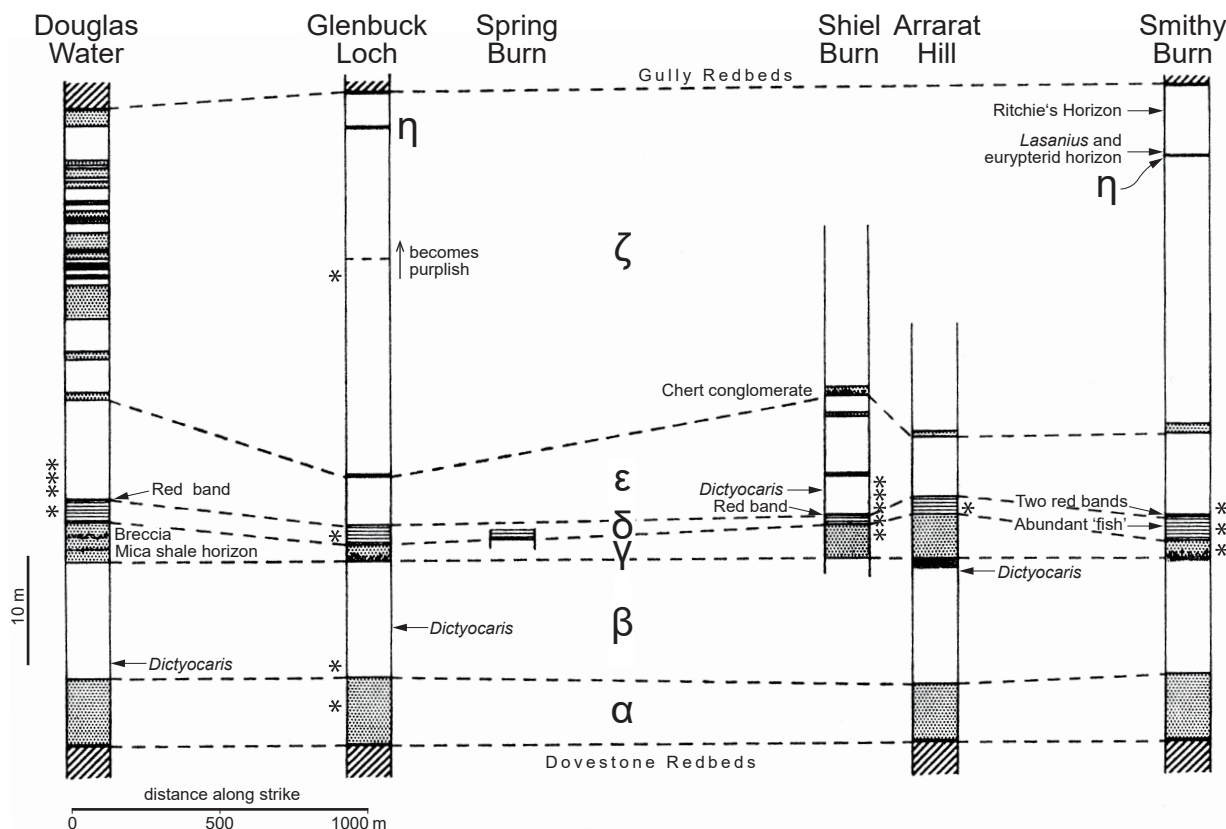 Douglas
Water
Glenbuck
Loch
Spring
Burn
Shiel
Burn
Ararat
Hill
Smithy
Burn
Gully Redbeds
Ritchie‘s Horizon
Lasanius and
eurypterid horizon
η
η
ζ
becomes
purplish
*
Chert conglomerate
ε
***
*
Red band
Dictyocaris
Red band
*****
*
Two red bands
Abundant ‘fish’
*
*
*
δ
*
Breccia
Mica shale horizon
γ
Dictyocaris
β
Dictyocaris
Dictyocaris
*
*
α
10 m
Dovestone Redbeds
distance along strike
0 500 1000 m